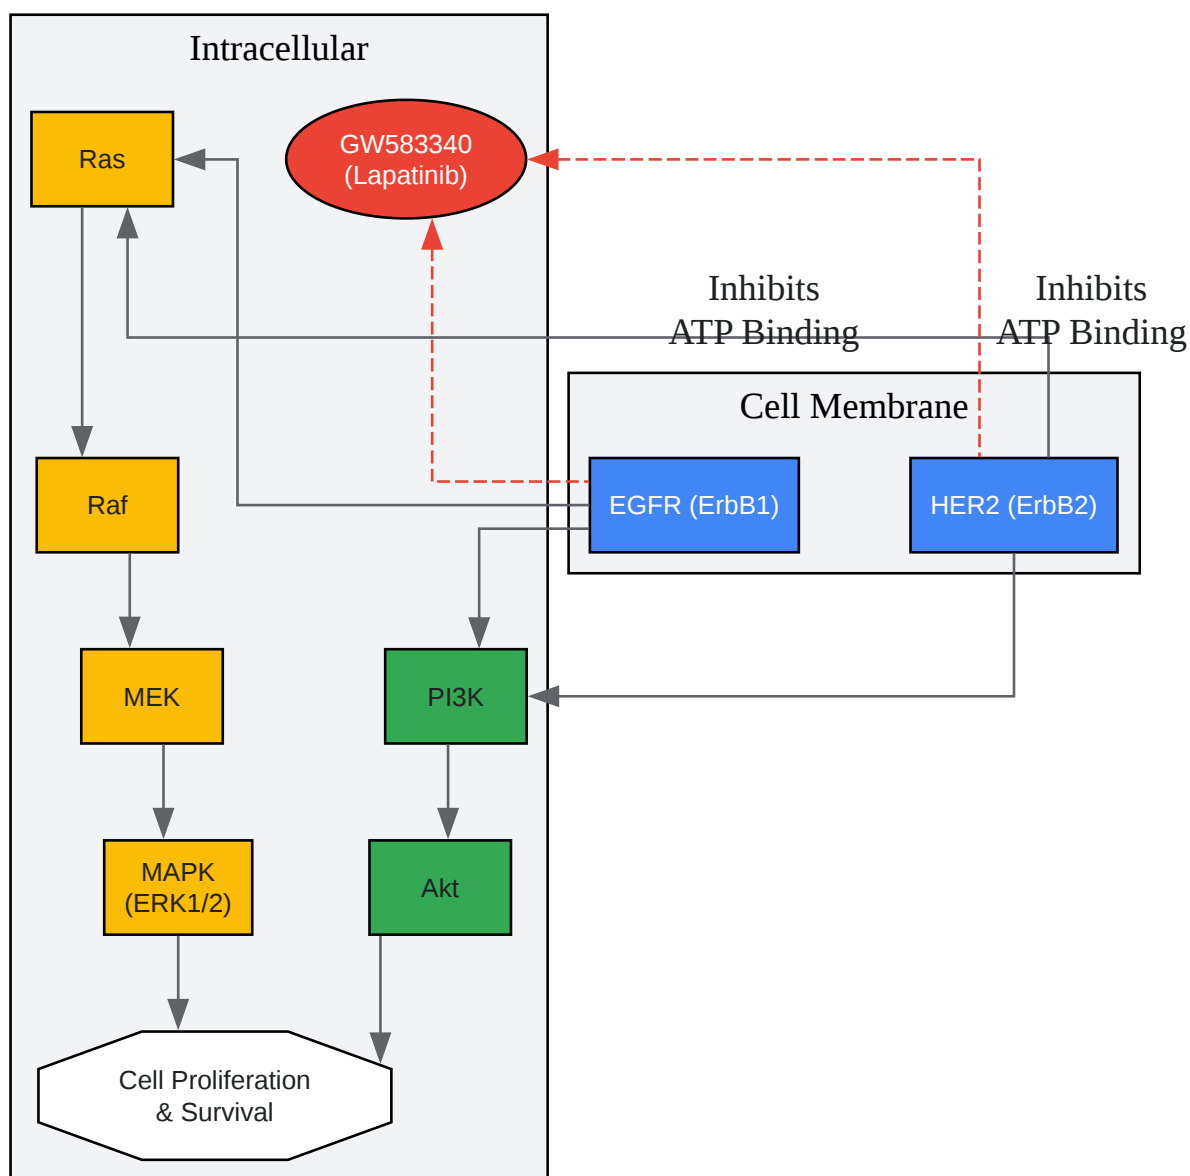 Intracellular
Ras
GW583340
(Lapatinib)
Inhibits
ATP Binding
Inhibits
ATP Binding
Cell Membrane
Raf
EGFR (ErbB1)
HER2 (ErbB2)
MEK
PI3K
MAPK
(ERK1/2)
Akt
Cell Proliferation
& Survival